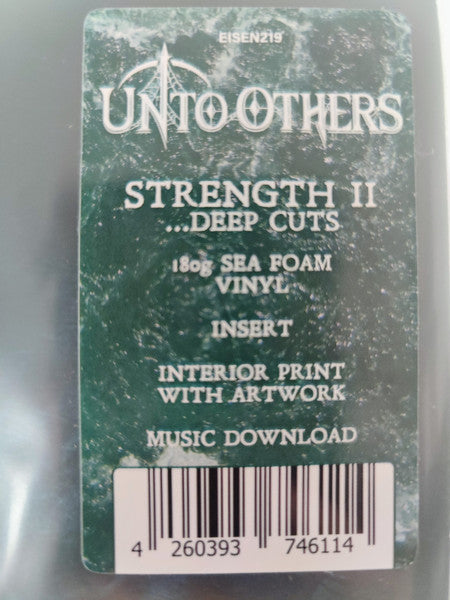 EISEN219
UNTO OTHERS
STRENGTH II
...DEEP CUTS
180g SEA FOAM
VINYL
INSERT
INTERIOR PRINT
WITH ARTWORK
MUSIC DOWNLOAD
4 260393 746114